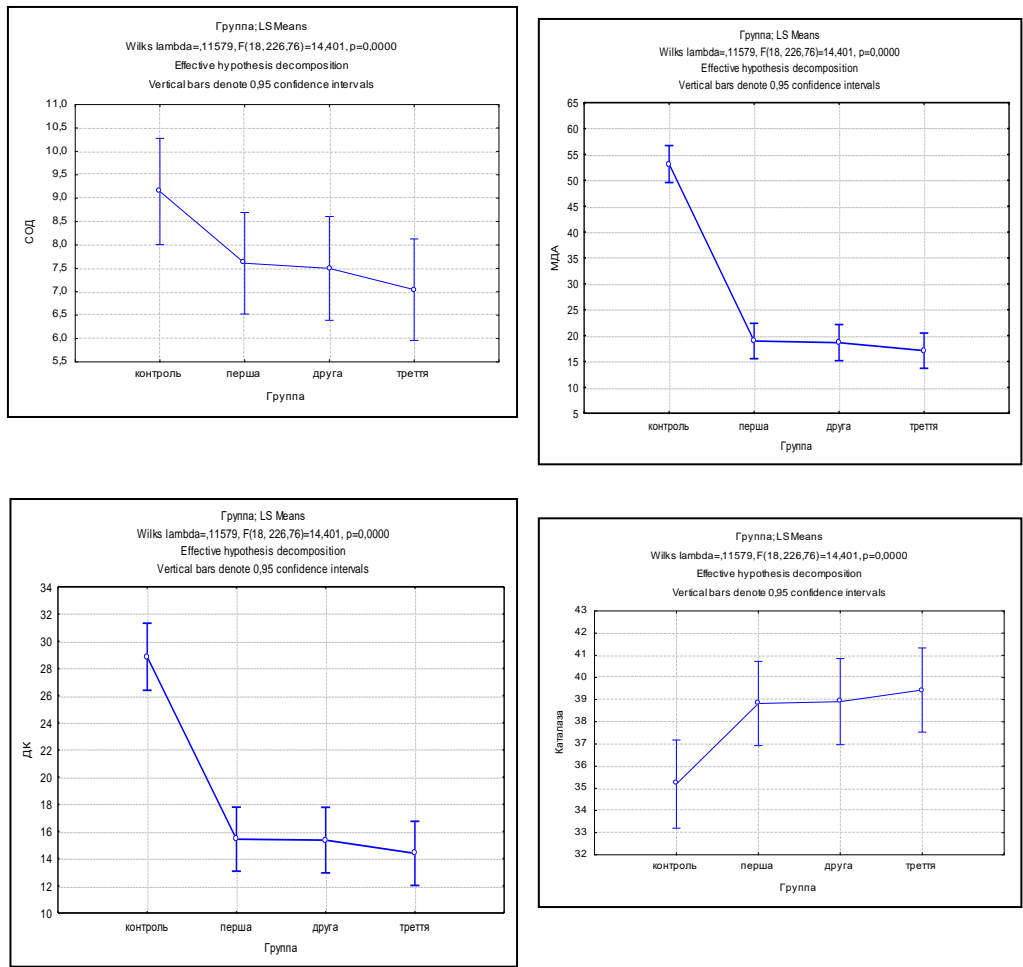 Группа; LS Means
Wilks lambda=,11579, F(18, 226,76)=14,401, p=0,0000
Effective hypothesis decomposition
Vertical bars denote 0,95 confidence intervals
11,0
10,5
10,0
9,5
9,0
8,5
8,0
7,5
7,0
6,5
6,0
5,5
СОД
контроль перша друга треття
Группа
Группа; LS Means
Wilks lambda=,11579, F(18, 226,76)=14,401, p=0,0000
Effective hypothesis decomposition
Vertical bars denote 0,95 confidence intervals
65
60
55
50
45
40
35
30
25
20
15
10
5
МДА
контроль перша друга треття
Группа
Группа; LS Means
Wilks lambda=,11579, F(18, 226,76)=14,401, p=0,0000
Effective hypothesis decomposition
Vertical bars denote 0,95 confidence intervals
34
32
30
28
26
24
22
20
18
16
14
12
10
ДК
контроль перша друга треття
Группа
Группа; LS Means
Wilks lambda=,11579, F(18, 226,76)=14,401, p=0,0000
Effective hypothesis decomposition
Vertical bars denote 0,95 confidence intervals
43
42
41
40
39
38
37
36
35
34
33
32
Каталаза
контроль перша друга треття
Группа